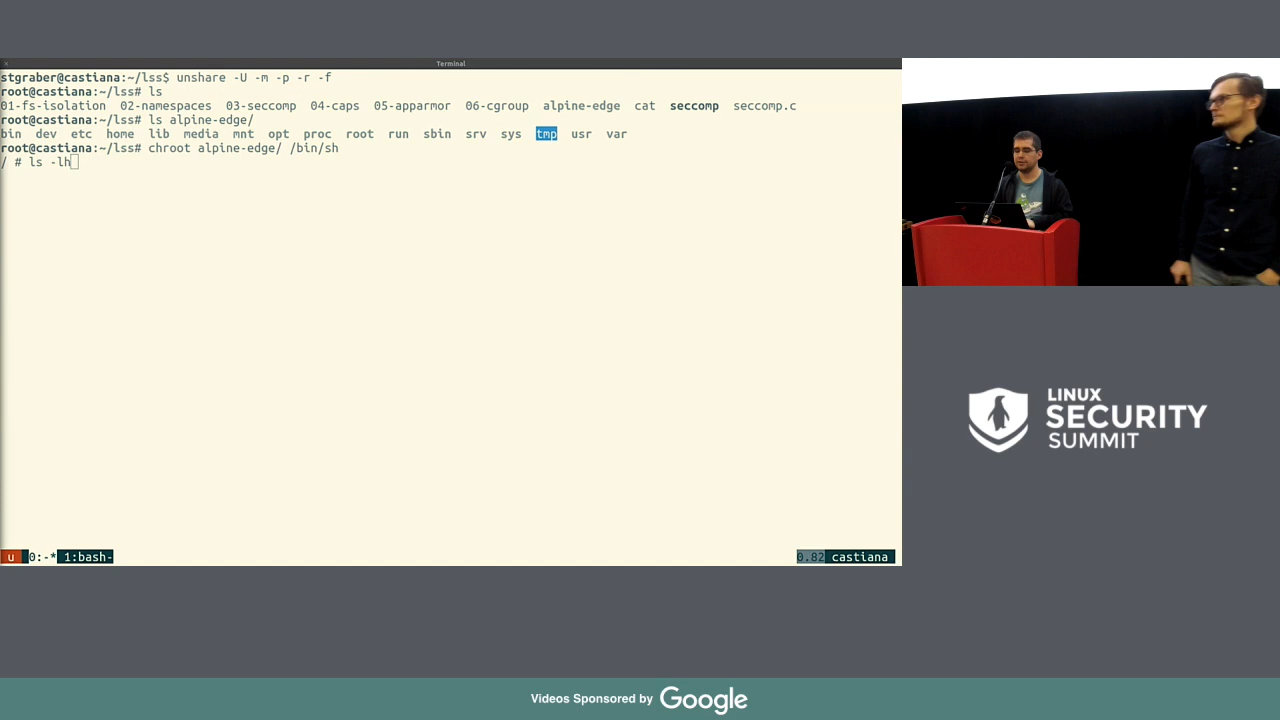 Terminal
stgraber@castiana:~/lss$ unshare -U -m -p -r -f
root@castiana:~/lss# ls
01-fs-isolation 02-namespaces 03-seccomp 04-caps 05-apparmor 06-cgroup alpine-edge cat seccomp seccomp.c
root@castiana:~/lss# ls alpine-edge/
bin dev etc home lib media mnt opt proc root run sbin srv sys tmp usr var
root@castiana:~/lss# chroot alpine-edge/ /bin/sh
/ # ls -lh
u 0:-* 1:bash- 0.82 castiana
LINUX
SECURITY
SUMMIT
Videos Sponsored by Google